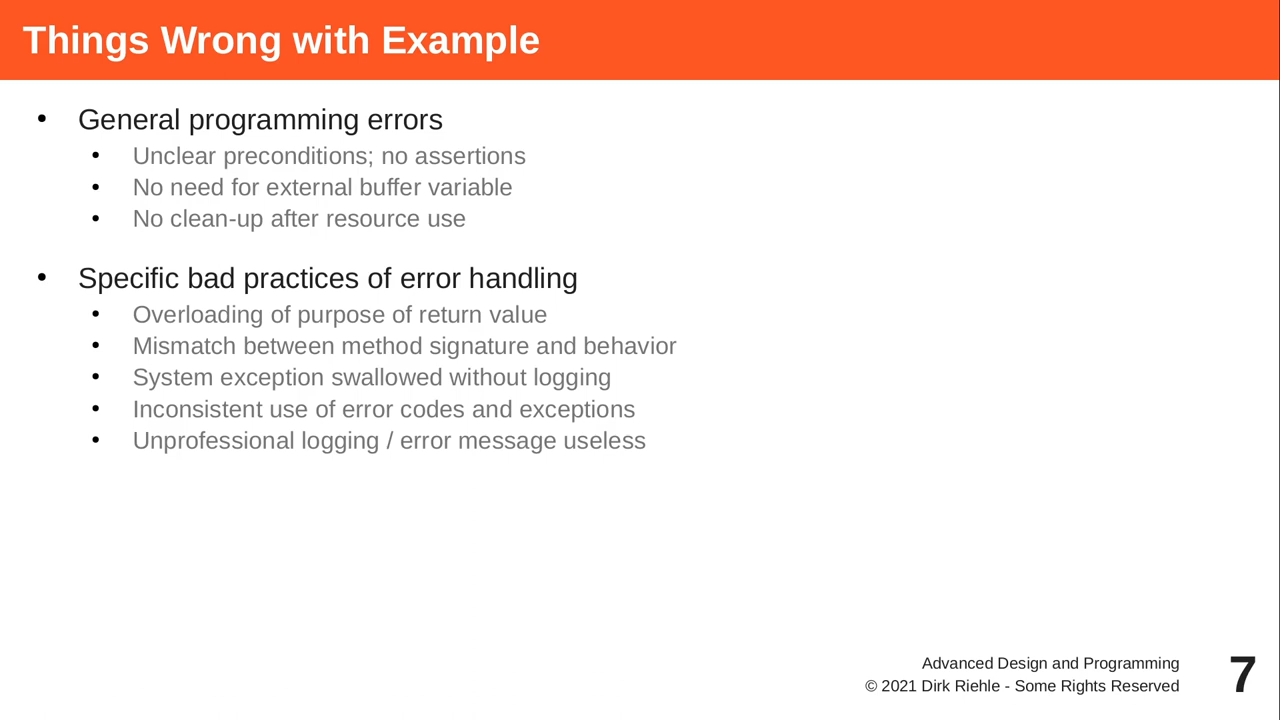 Things Wrong with Example
• General programming errors
• Unclear preconditions; no assertions
• No need for external buffer variable
• No clean-up after resource use
• Specific bad practices of error handling
• Overloading of purpose of return value
• Mismatch between method signature and behavior
• System exception swallowed without logging
• Inconsistent use of error codes and exceptions
• Unprofessional logging / error message useless
Advanced Design and Programming
© 2021 Dirk Riehle - Some Rights Reserved
7